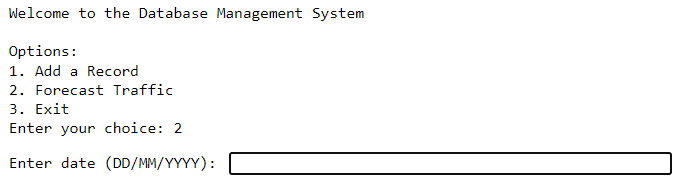 Welcome to the Database Management System
Options:
1. Add a Record
2. Forecast Traffic
3. Exit
Enter your choice: 2
Enter date (DD/MM/YYYY):